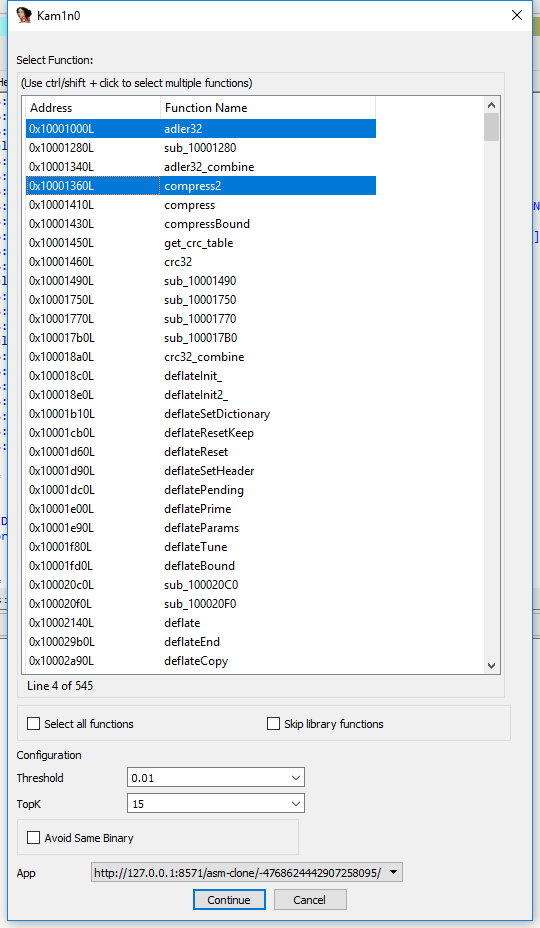 Kam1n0
Select Function:
(Use ctrl/shift + click to select multiple functions)
Address Function Name
0x10001000L adler32
0x10001280L sub_10001280
0x10001340L adler32_combine
0x10001360L compress2
0x10001410L compress
0x10001430L compressBound
0x10001450L get_crc_table
0x10001460L crc32
0x10001490L sub_10001490
0x10001750L sub_10001750
0x10001770L sub_10001770
0x100017b0L sub_100017B0
0x100018a0L crc32_combine
0x100018c0L deflateInit_
0x100018e0L deflateInit2_
0x10001b10L deflateSetDictionary
0x10001cb0L deflateResetKeep
0x10001d60L deflateReset
0x10001d90L deflateSetHeader
0x10001dc0L deflatePending
0x10001e00L deflatePrime
0x10001e90L deflateParams
0x10001f80L deflateTune
0x10001fd0L deflateBound
0x100020c0L sub_100020C0
0x100020f0L sub_100020F0
0x10002140L deflate
0x100029b0L deflateEnd
0x10002a90L deflateCopy
Line 4 of 545
Select all functions Skip library functions
Configuration
Threshold 0.01
TopK 15
Avoid Same Binary
App http://127.0.0.1:8571/asm-clone/-4768624442907258095/
Continue Cancel